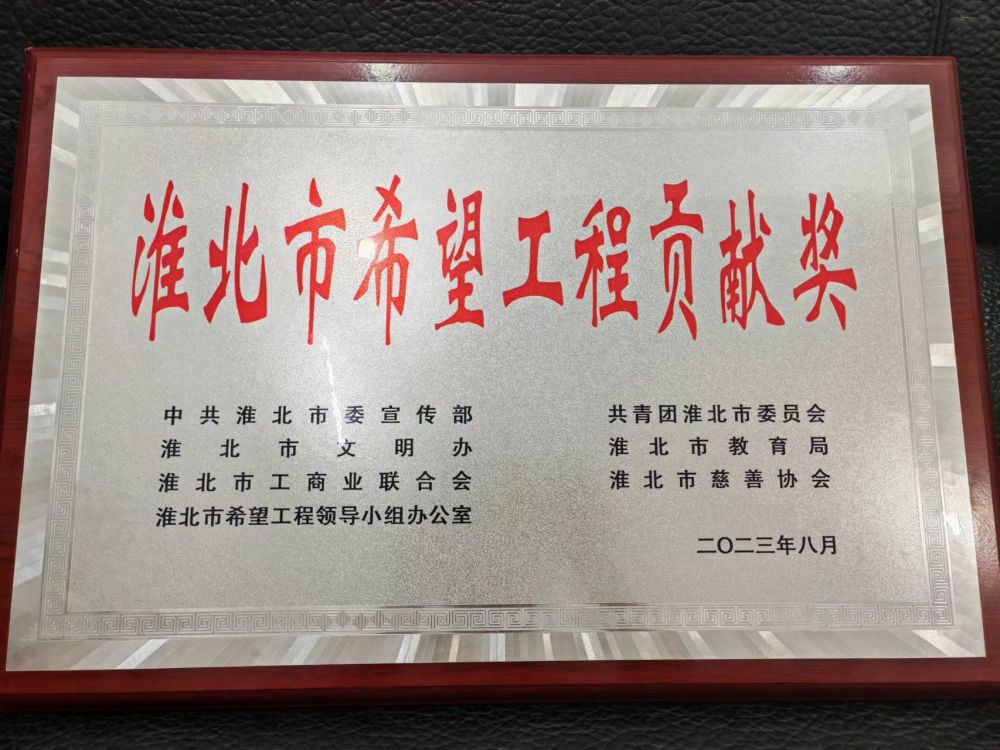 淮北市希望工程贡献奖
中共淮北市委宣传部
共青团淮北市委员会
淮北市文明办
淮北市教育局
淮北市工商业联合会
淮北市慈善协会
淮北市希望工程领导小组办公室
二〇二三年八月